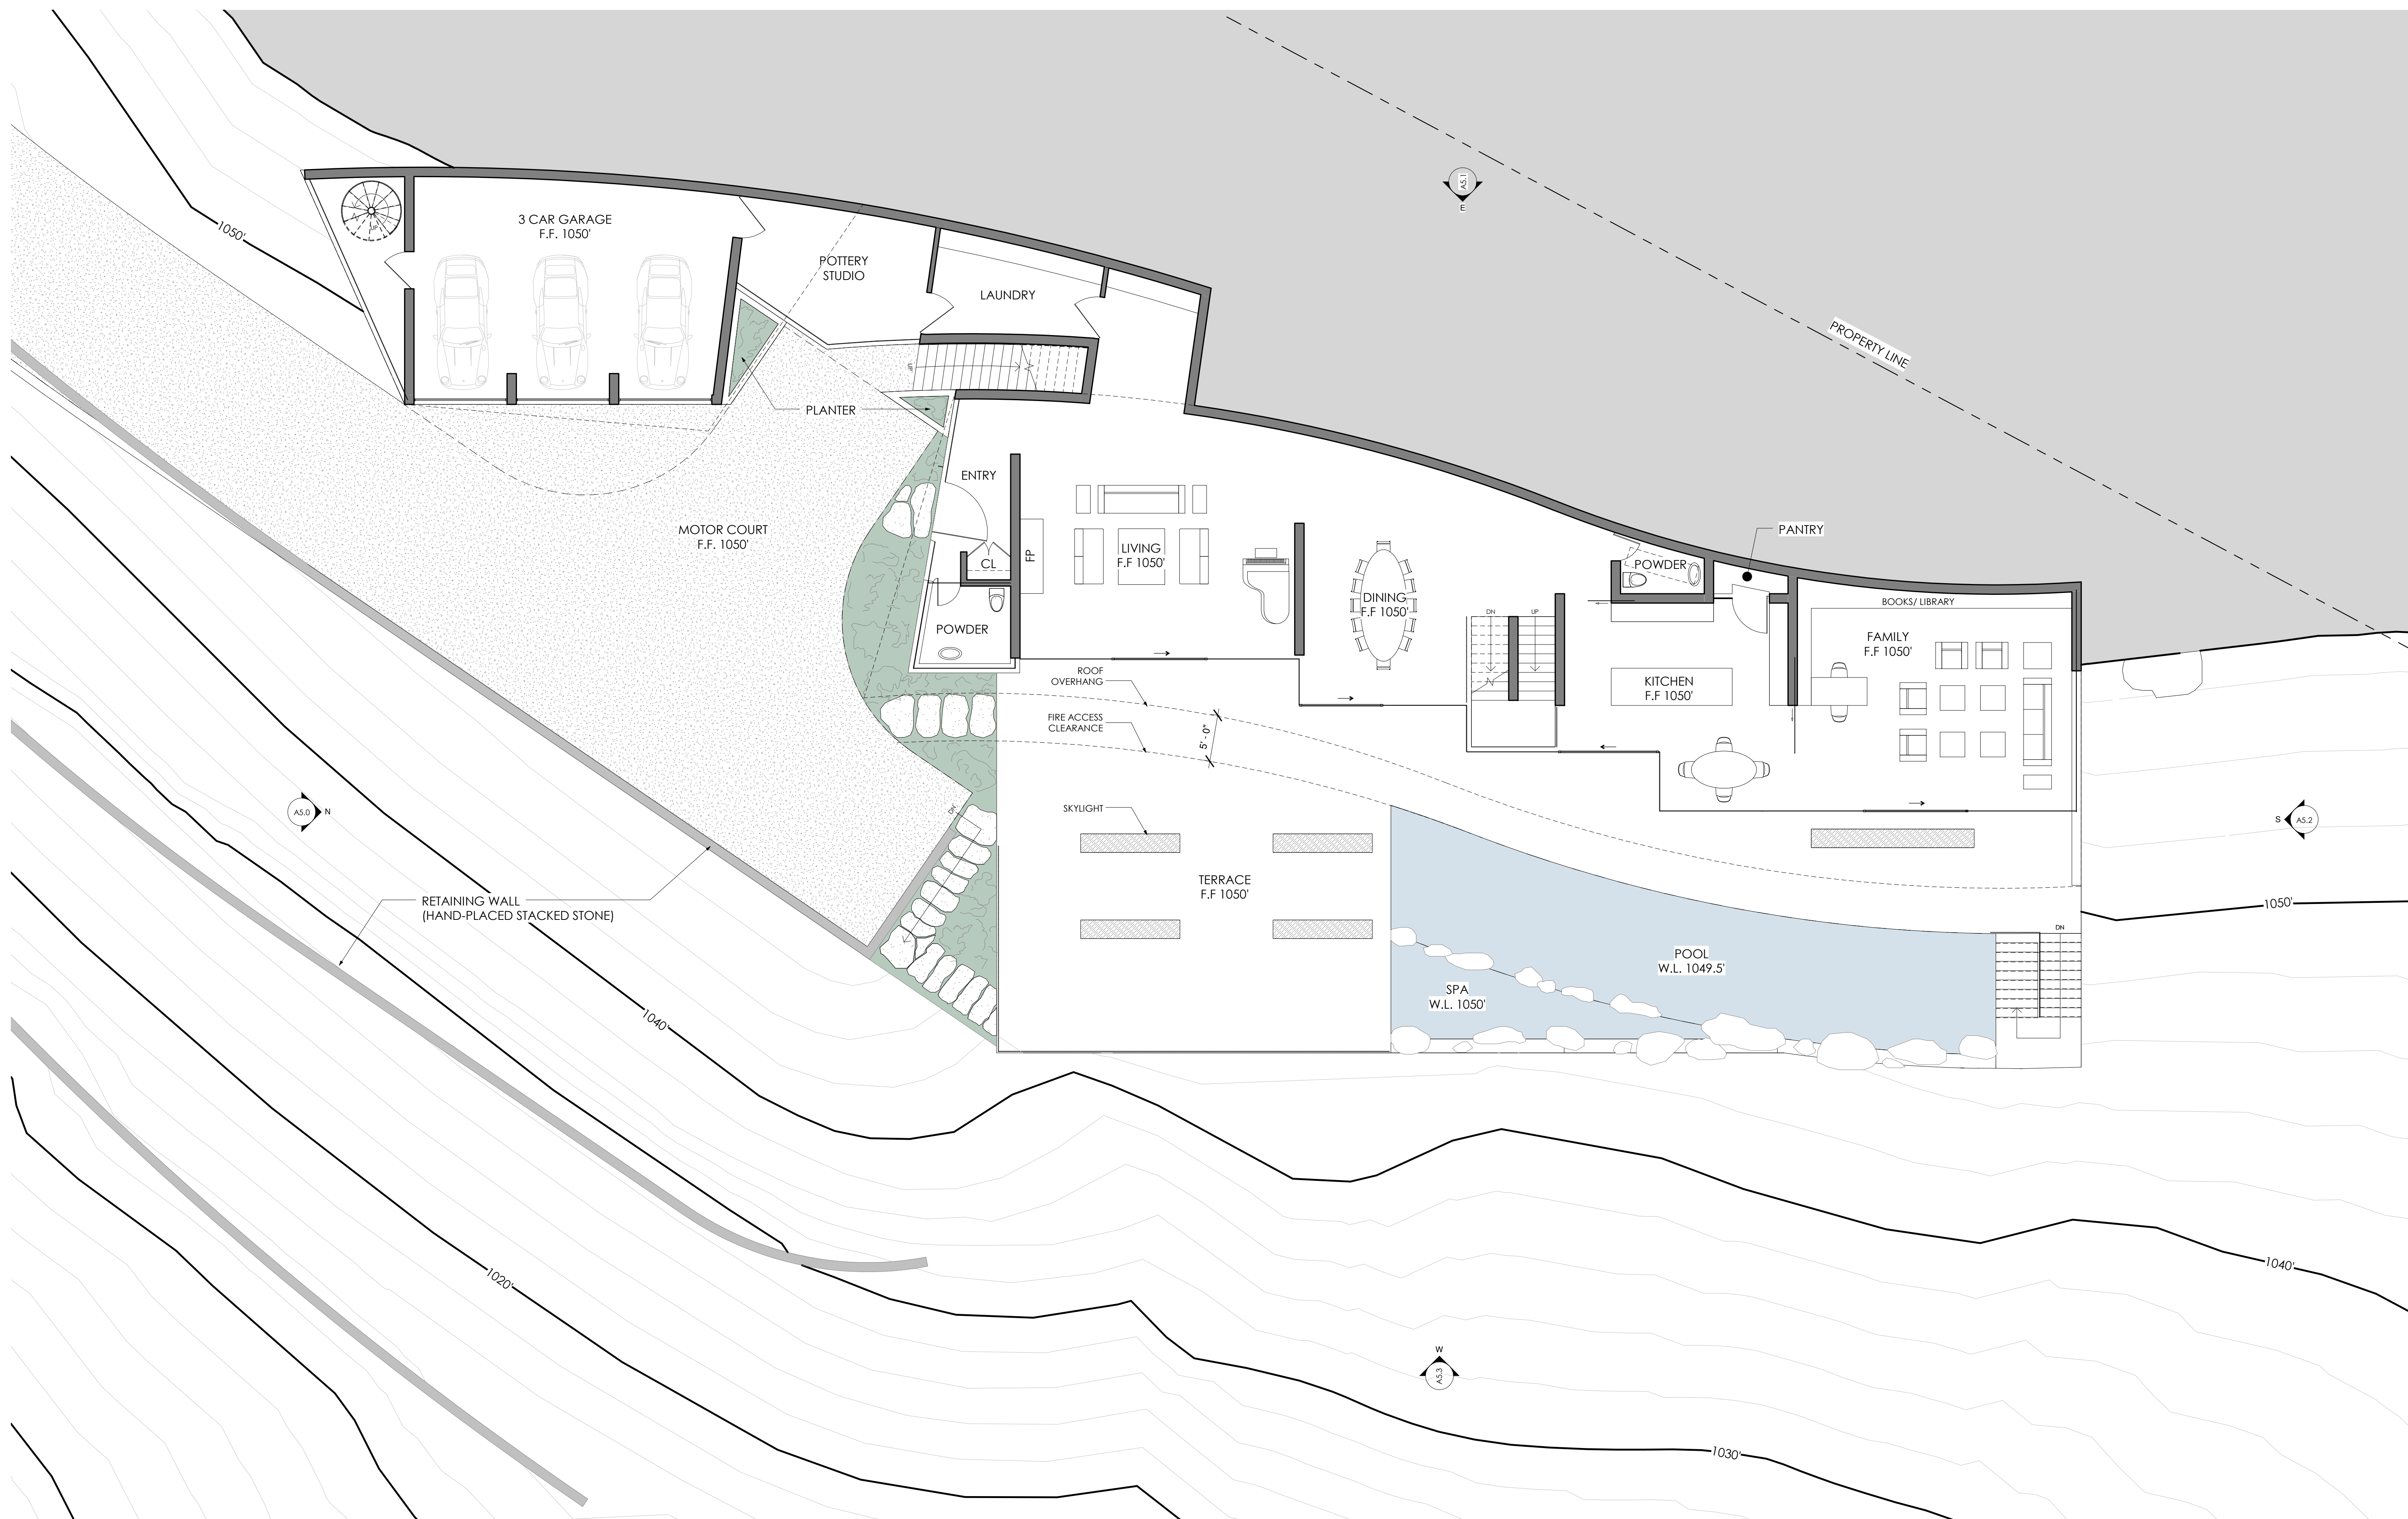 A5.1
E
1050'
3 CAR GARAGE
F.F. 1050'
UP
POTTERY
STUDIO
LAUNDRY
PROPERTY LINE
UP
PLANTER
ENTRY
MOTOR COURT
F.F. 1050'
CL
FP
LIVING
F.F 1050'
PANTRY
POWDER
DINING
F.F 1050'
DN
UP
BOOKS/ LIBRARY
FAMILY
F.F 1050'
POWDER
ROOF
OVERHANG
KITCHEN
F.F 1050'
FIRE ACCESS
CLEARANCE
5' - 0"
SKYLIGHT
DN
A5.0
N
S
A5.2
TERRACE
F.F 1050'
RETAINING WALL
(HAND-PLACED STACKED STONE)
1050'
DN
POOL
W.L. 1049.5'
SPA
W.L. 1050'
1040'
1040'
1020'
W
A5.3
1030'